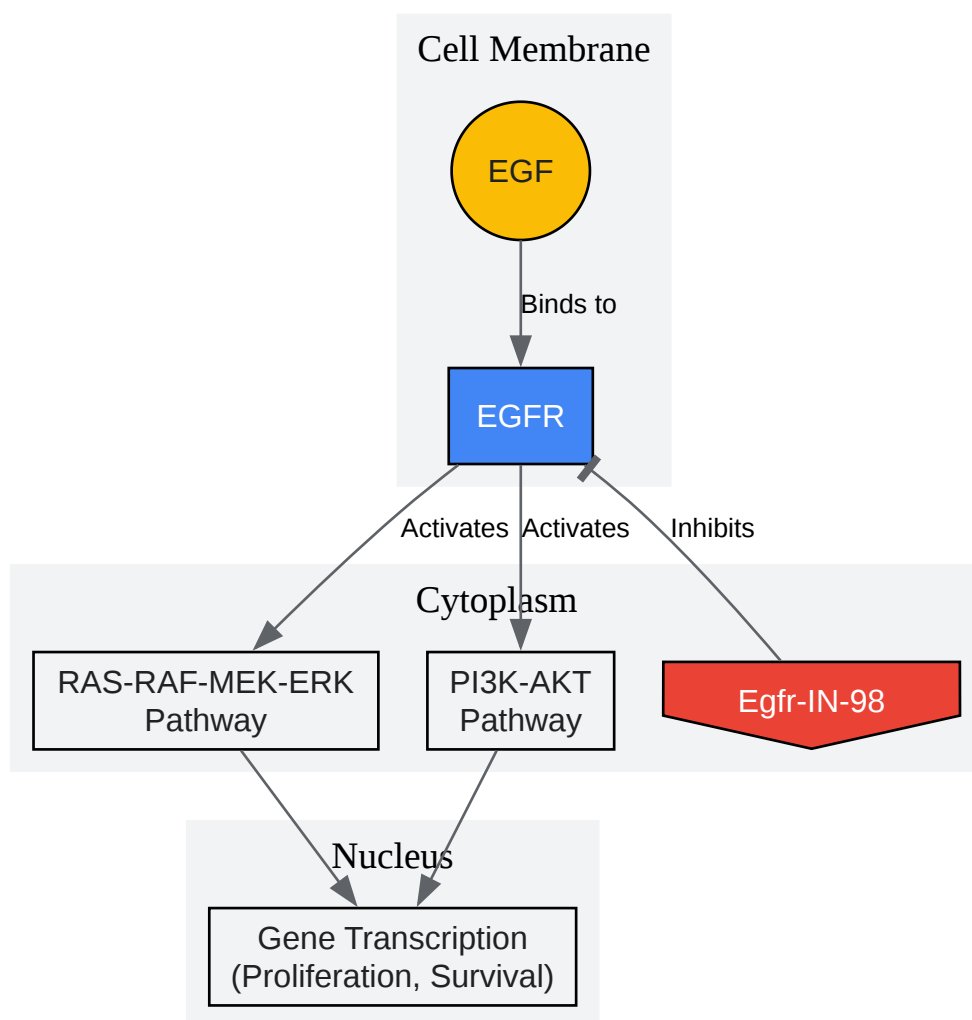 Cell Membrane
EGF
Binds to
EGFR
Activates
Activates
Inhibits
Cytoplasm
RAS-RAF-MEK-ERK
Pathway
PI3K-AKT
Pathway
Egfr-IN-98
Nucleus
Gene Transcription
(Proliferation, Survival)